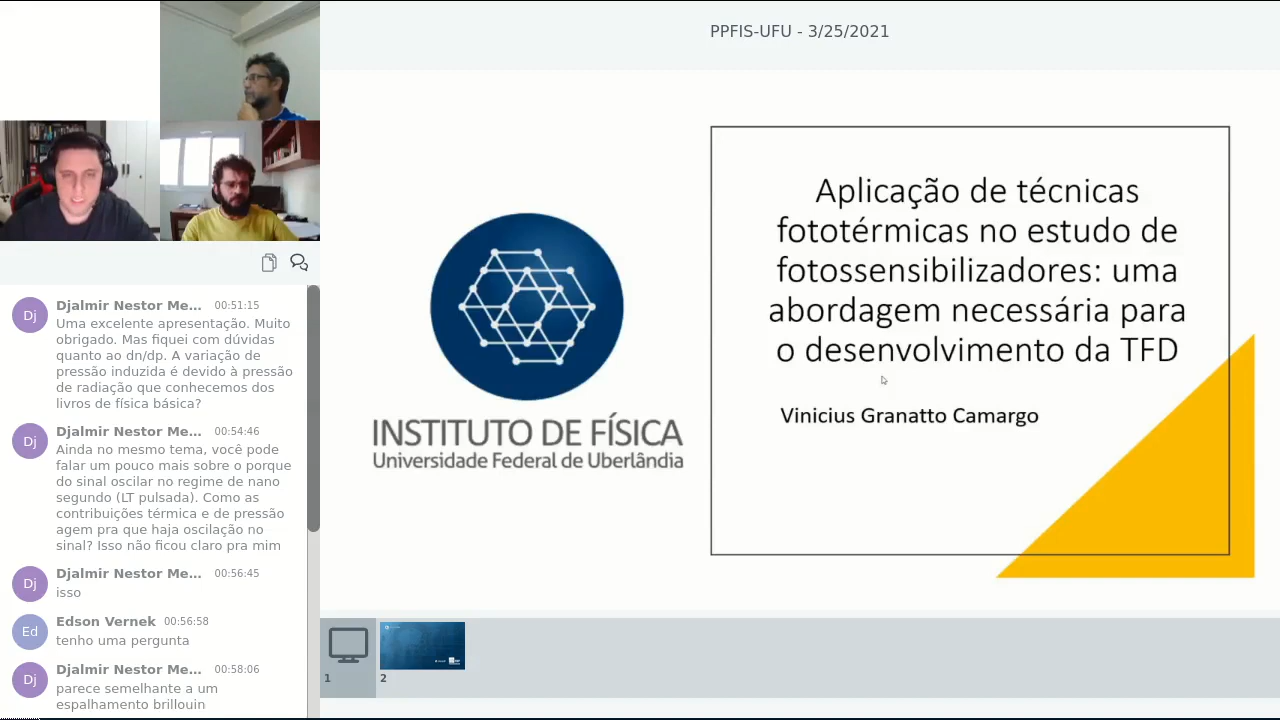 PPFIS-UFU - 3/25/2021
Aplicação de técnicas
fototérmicas no estudo de
fotossensibilizadores: uma
abordagem necessária para
o desenvolvimento da TFD
Vinicius Granatto Camargo
INSTITUTO DE FÍSICA
Universidade Federal de Uberlândia
Dj
Djalmir Nestor Me... 00:51:15
Uma excelente apresentação. Muito
obrigado. Mas fiquei com dúvidas
quanto ao dn/dp. A variação de
pressão induzida é devido à pressão
de radiação que conhecemos dos
livros de física básica?
Dj
Djalmir Nestor Me... 00:54:46
Ainda no mesmo tema, você pode
falar um pouco mais sobre o porque
do sinal oscilar no regime de nano
segundo (LT pulsada). Como as
contribuições térmica e de pressão
agem pra que haja oscilação no
sinal? Isso não ficou claro pra mim
Dj
Djalmir Nestor Me... 00:56:45
isso
Ed
Edson Vernek 00:56:58
tenho uma pergunta
Dj
Djalmir Nestor Me... 00:58:06
parece semelhante a um
espalhamento brillouin
1
2